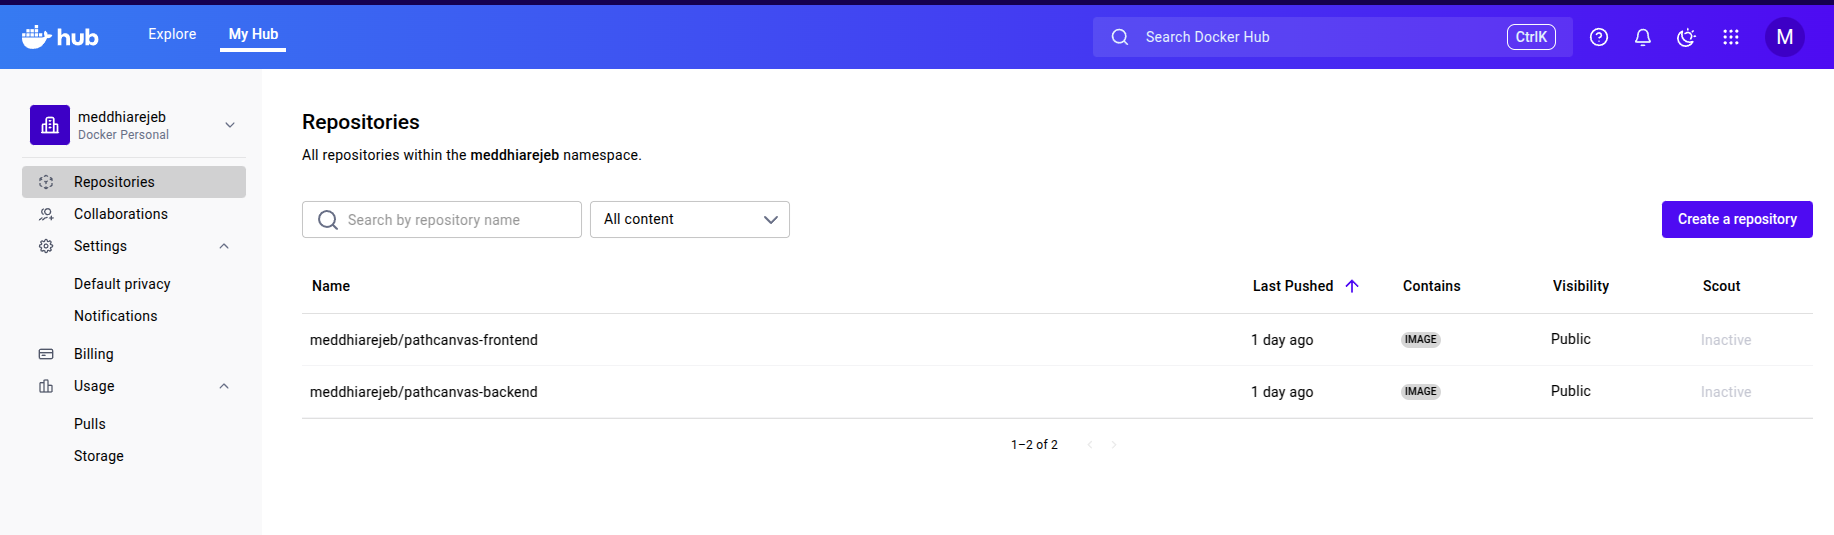 hub
Explore
My Hub
Search Docker Hub
CtrlK
M
meddhiarejeb
Docker Personal
Repositories
Collaborations
Settings
Default privacy
Notifications
Billing
Usage
Pulls
Storage
Repositories
All repositories within the meddhiarejeb namespace.
Search by repository name
All content
Create a repository
Name Last Pushed Contains Visibility Scout
meddhiarejeb/pathcanvas-frontend 1 day ago IMAGE Public Inactive
meddhiarejeb/pathcanvas-backend 1 day ago IMAGE Public Inactive
1–2 of 2